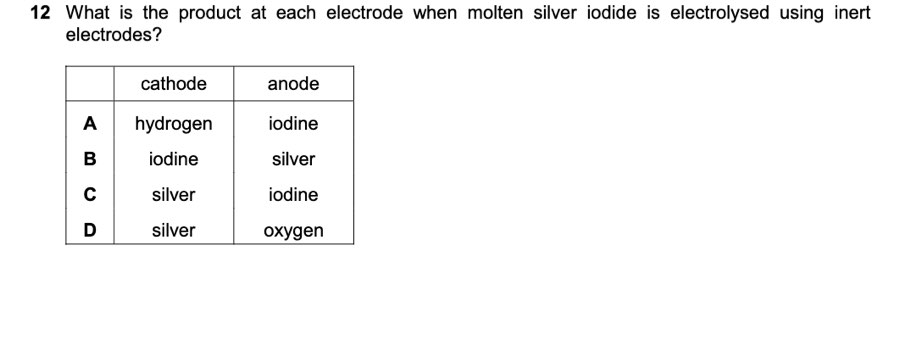 12 What is the product at each electrode when molten silver iodide is electrolysed using inert
electrodes?
cathode anode
A hydrogen iodine
B iodine silver
C silver iodine
D silver oxygen